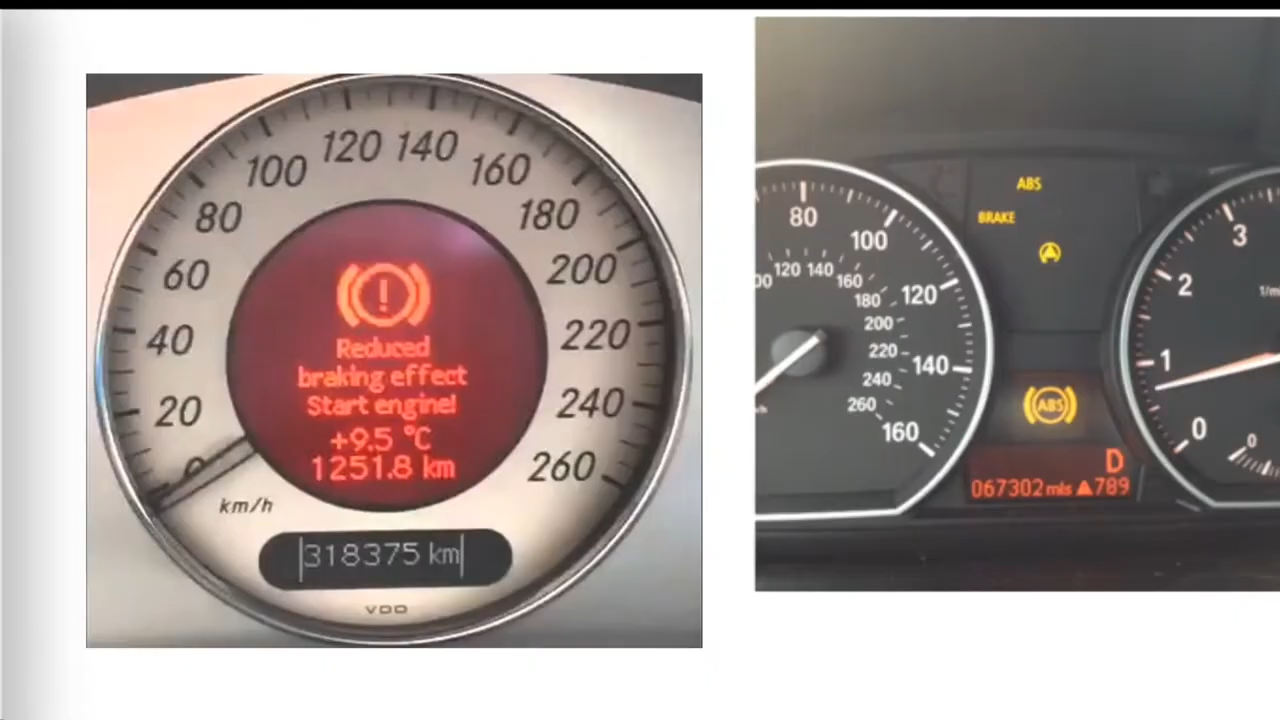 120 140
100 160
80 180
60 200
40 220
20 240
0 260
!
Reduced
braking effect
Start engine!
+9.5 °C
1251.8 km
km/h
318375 km
VDO
ABS
BRAKE
A
80
100
120
140
160
120 140
160
180
200
220
240
260
ABS
D
067302 mls ▲789
3
2
1
0
0